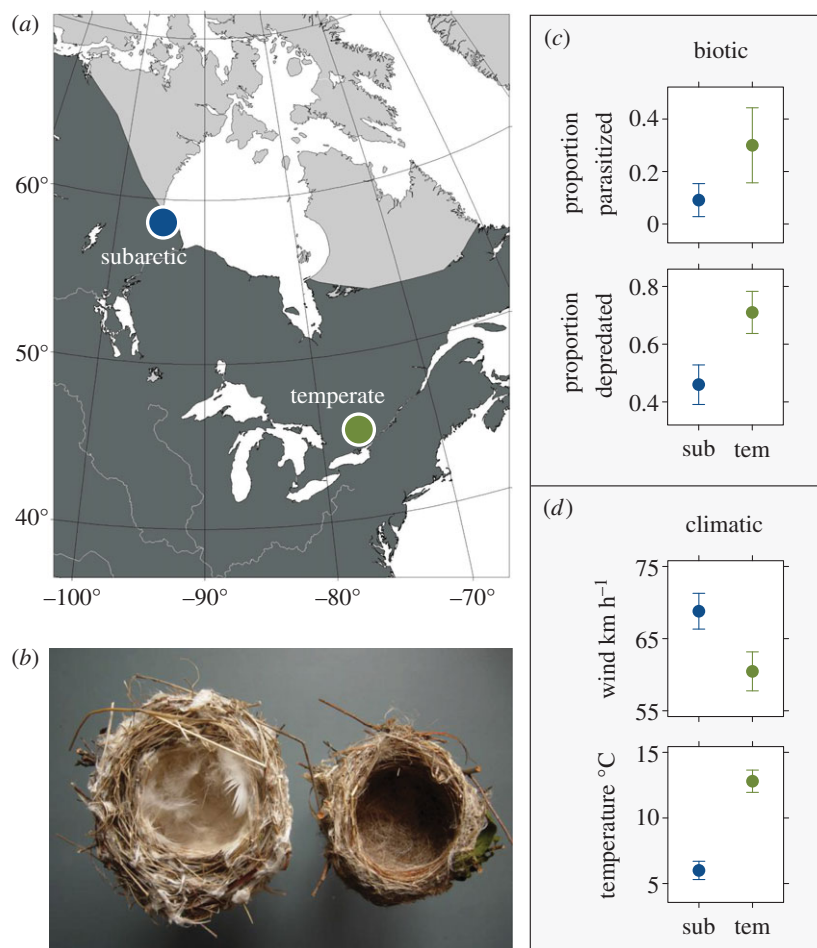 (a)
60°
50°
40°
subarctic
temperate
–100°
–90°
–80°
–70°
(b)
(c)
biotic
proportion
parasitized
0.4
0.2
0
proportion
depredated
0.8
0.6
0.4
sub tem
(d)
climatic
wind km h⁻¹
75
65
55
temperature °C
15
10
5
sub tem